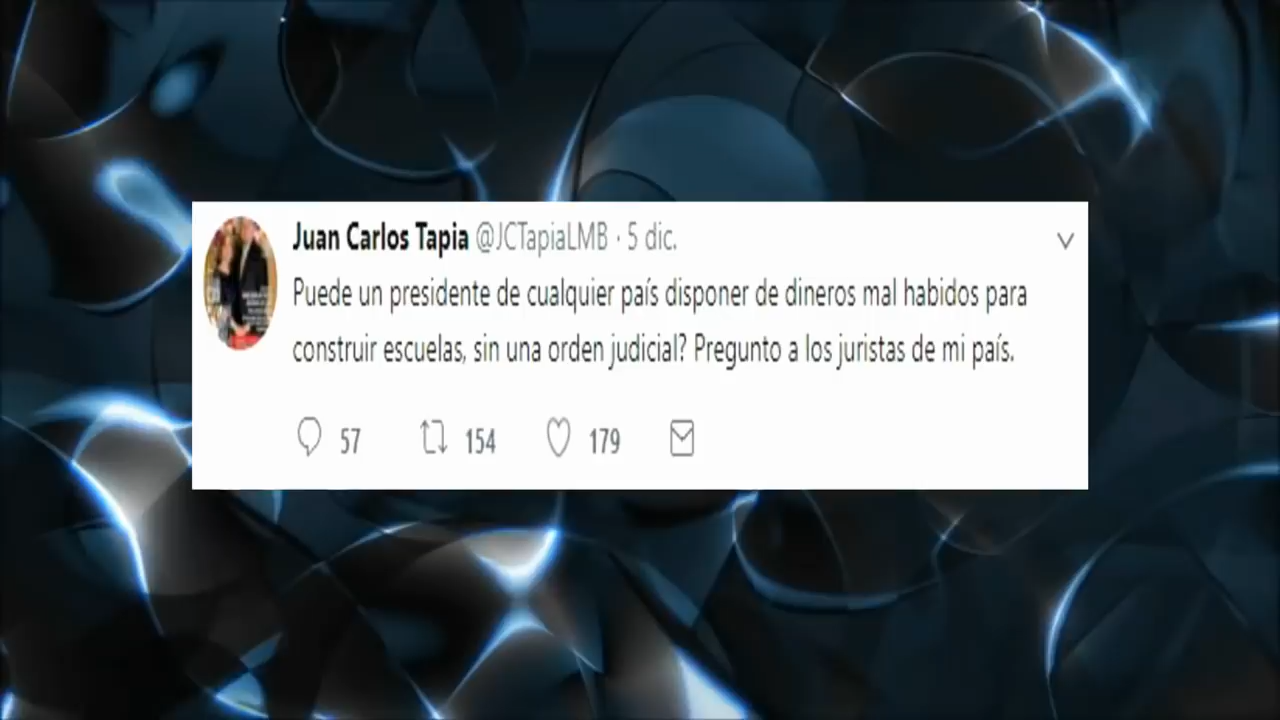 Juan Carlos Tapia @JCTapiaLMB · 5 dic.
Puede un presidente de cualquier país disponer de dineros mal habidos para
construir escuelas, sin una orden judicial? Pregunto a los juristas de mi país.
57 154 179